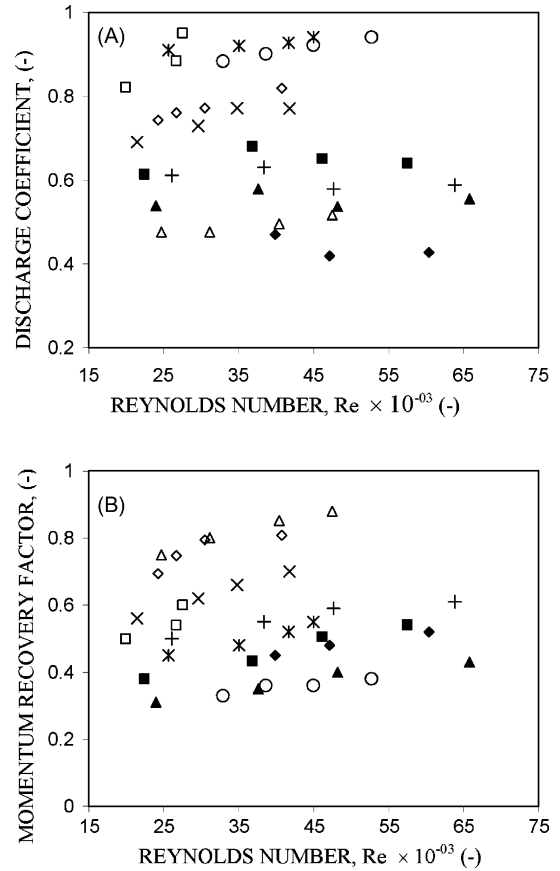 (A)
DISCHARGE COEFFICIENT, (-)
1
0.8
0.6
0.4
0.2
15 25 35 45 55 65 75
REYNOLDS NUMBER, Re × 10⁻⁰³ (-)
(B)
MOMENTUM RECOVERY FACTOR, (-)
1
0.8
0.6
0.4
0.2
0
15 25 35 45 55 65 75
REYNOLDS NUMBER, Re × 10⁻⁰³ (-)